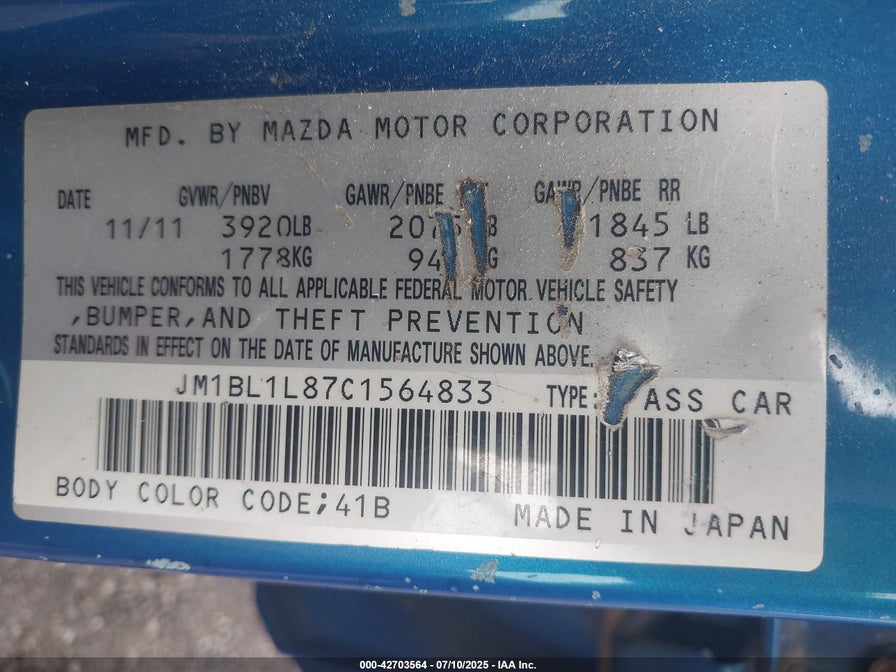 MFD. BY MAZDA MOTOR CORPORATION
DATE GVWR/PNBV GAWR/PNBE GAWR/PNBE RR
11/11 3920LB 1845 LB
1778KG 837 KG
THIS VEHICLE CONFORMS TO ALL APPLICABLE FEDERAL MOTOR VEHICLE SAFETY
,BUMPER,AND THEFT PREVENTION
STANDARDS IN EFFECT ON THE DATE OF MANUFACTURE SHOWN ABOVE.
JM1BL1L87C1564833 TYPE: ASS CAR
BODY COLOR CODE;41B MADE IN JAPAN
000-42703564 - 07/10/2025 - IAA Inc.